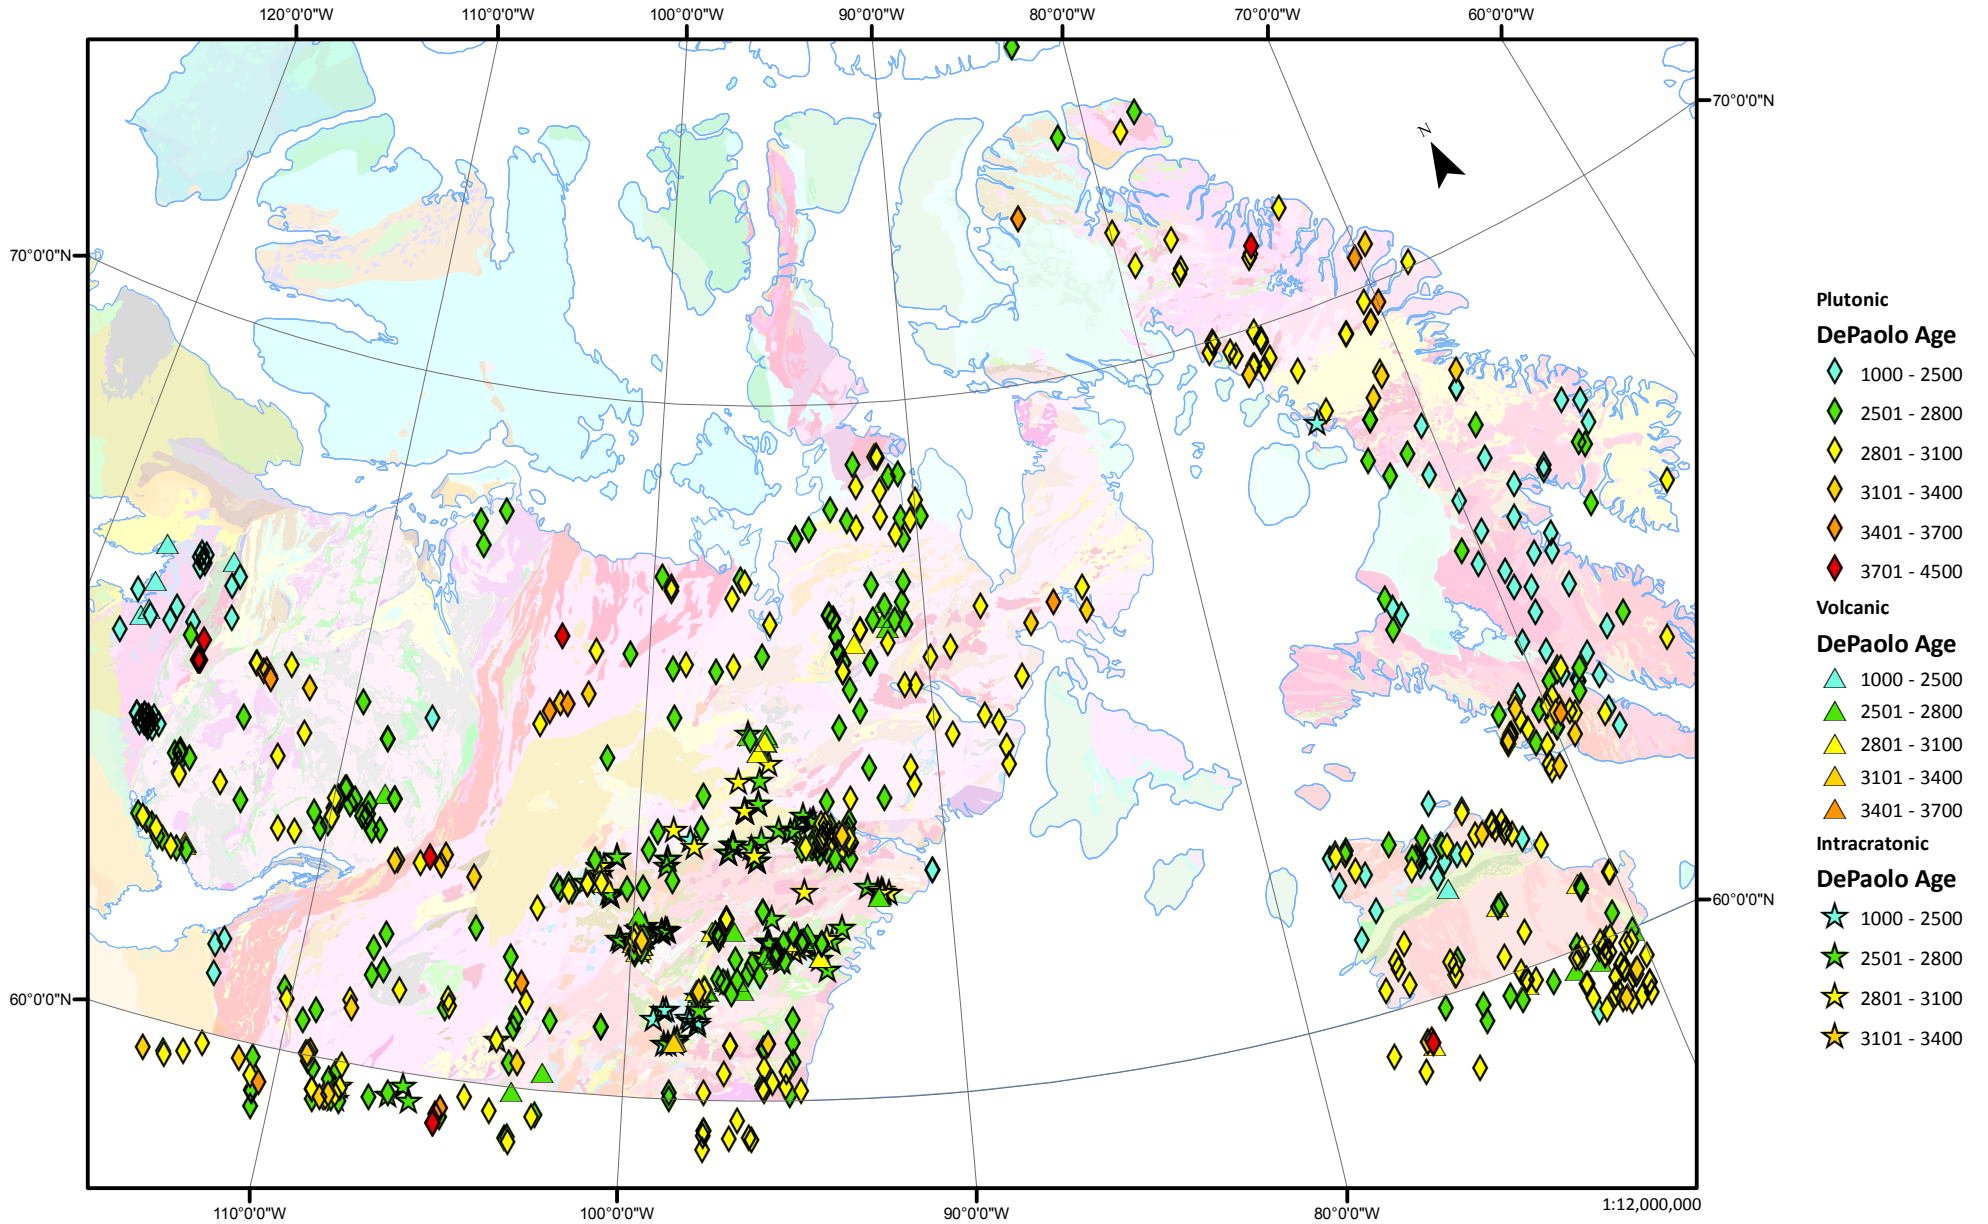 120°0'0"W 110°0'0"W 100°0'0"W 90°0'0"W 80°0'0"W 70°0'0"W 60°0'0"W
70°0'0"N
N
70°0'0"N
Plutonic
DePaolo Age
1000 - 2500
2501 - 2800
2801 - 3100
3101 - 3400
3401 - 3700
3701 - 4500
Volcanic
DePaolo Age
1000 - 2500
2501 - 2800
2801 - 3100
3101 - 3400
3401 - 3700
Intracratonic
DePaolo Age
1000 - 2500
2501 - 2800
2801 - 3100
3101 - 3400
60°0'0"N
60°0'0"N
110°0'0"W 100°0'0"W 90°0'0"W 80°0'0"W
1:12,000,000